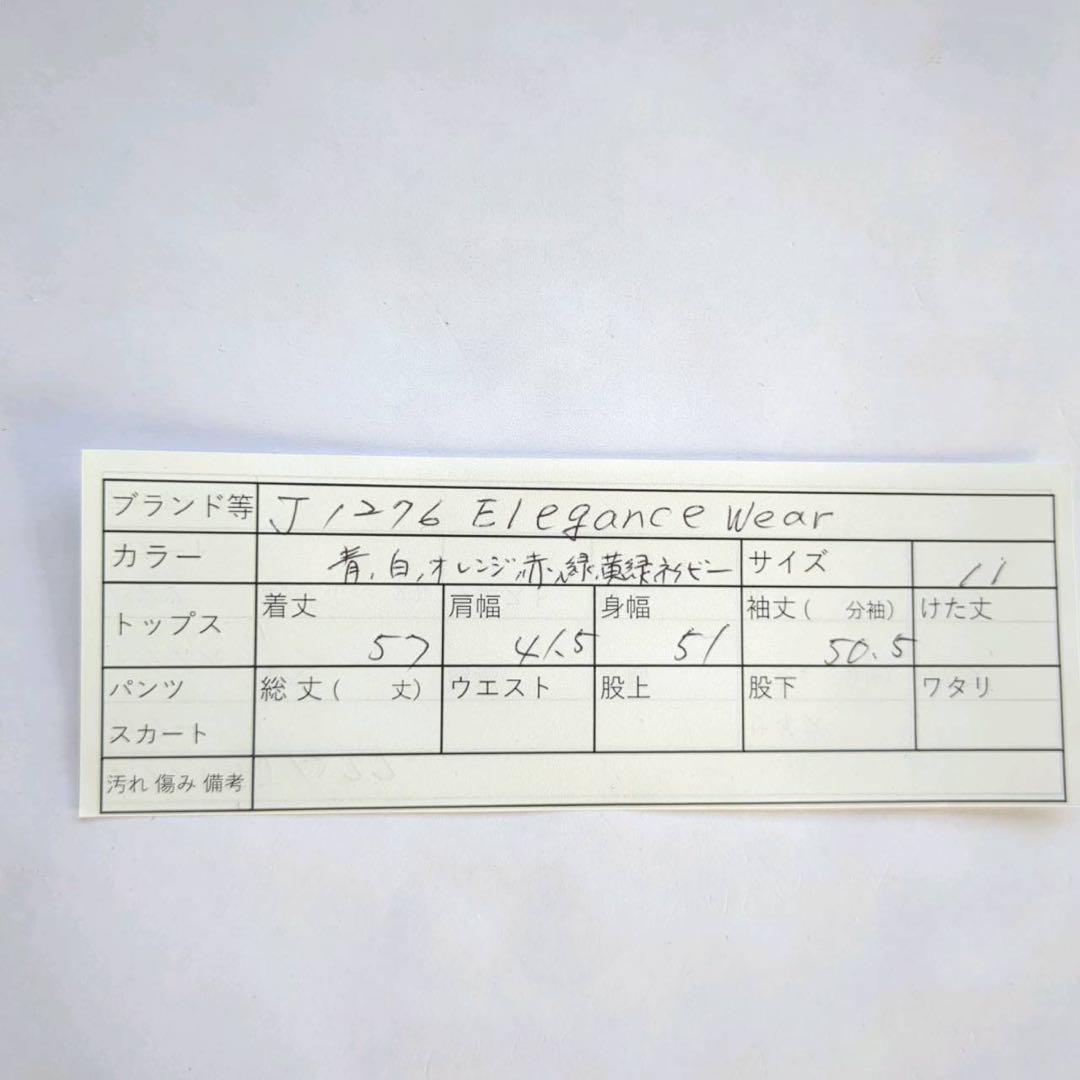 ブランド等 J1276 Elegance Wear
カラー 青,白,オレンジ,赤,緑,黄緑,ネイビー サイズ 11
トップス 着丈 57 肩幅 41.5 身幅 51 袖丈( 分袖) 50.5 けた丈
パンツ 総丈( 丈) ウエスト 股上 股下 ワタリ
スカート
汚れ 傷み 備考